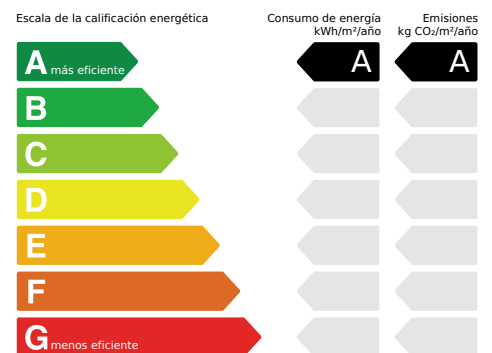 Escala de la calificación energética
Consumo de energía
kWh/m²/año
Emisiones
kg CO₂/m²/año
A más eficiente
A
A
B
C
D
E
F
G menos eficiente